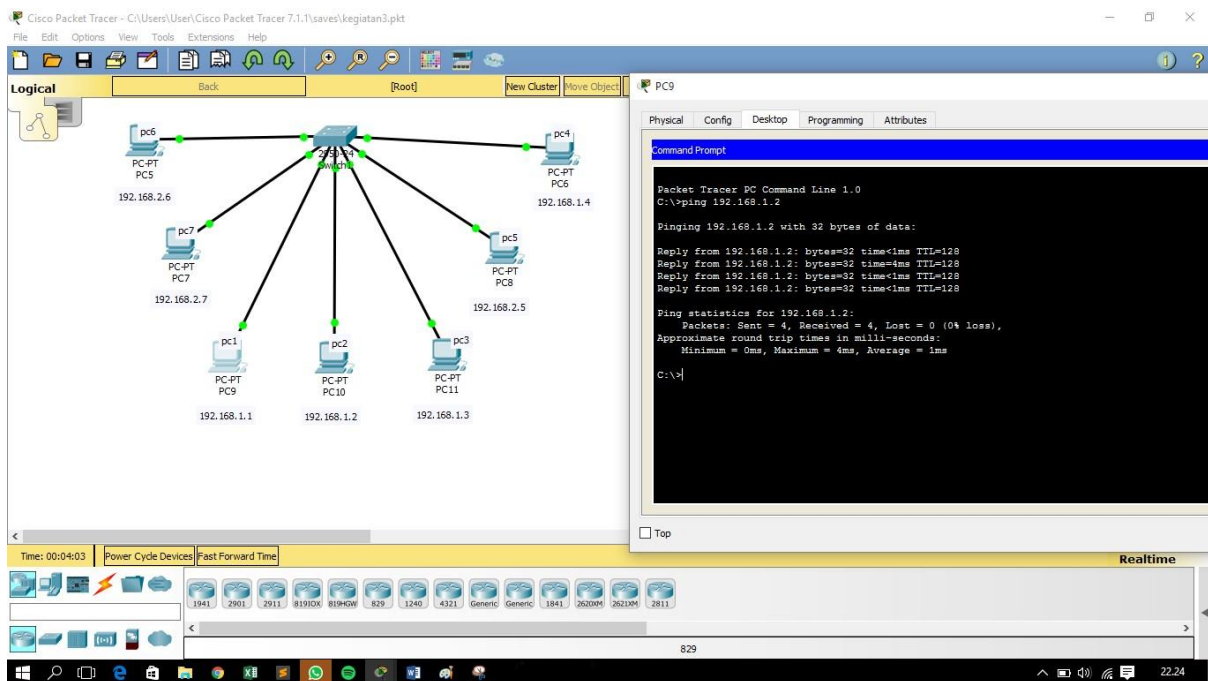 Cisco Packet Tracer - C:\Users\User\Cisco Packet Tracer 7.1.1\saves\kegiatan3.pkt
File Edit Options View Tools Extensions Help
Logical
Back
[Root]
New Cluster
Move Object
pc6
PC-PT
PC5
192.168.2.6
2950-24
Switch
pc4
PC-PT
PC6
192.168.1.4
pc7
PC-PT
PC7
192.168.2.7
pc5
PC-PT
PC8
192.168.2.5
pc1
PC-PT
PC9
192.168.1.1
pc2
PC-PT
PC10
192.168.1.2
pc3
PC-PT
PC11
192.168.1.3
PC9
Physical Config Desktop Programming Attributes
Command Prompt
Packet Tracer PC Command Line 1.0
C:\>ping 192.168.1.2
Pinging 192.168.1.2 with 32 bytes of data:
Reply from 192.168.1.2: bytes=32 time<1ms TTL=128
Reply from 192.168.1.2: bytes=32 time=4ms TTL=128
Reply from 192.168.1.2: bytes=32 time<1ms TTL=128
Reply from 192.168.1.2: bytes=32 time<1ms TTL=128
Ping statistics for 192.168.1.2:
Packets: Sent = 4, Received = 4, Lost = 0 (0% loss),
Approximate round trip times in milli-seconds:
Minimum = 0ms, Maximum = 4ms, Average = 1ms
C:\>
Top
Time: 00:04:03
Power Cycle Devices
Fast Forward Time
Realtime
1941 2901 2911 819IOX 819HGW 829 1240 4321 Generic Generic 1841 2620XM 2621XM 2811
829
22.24